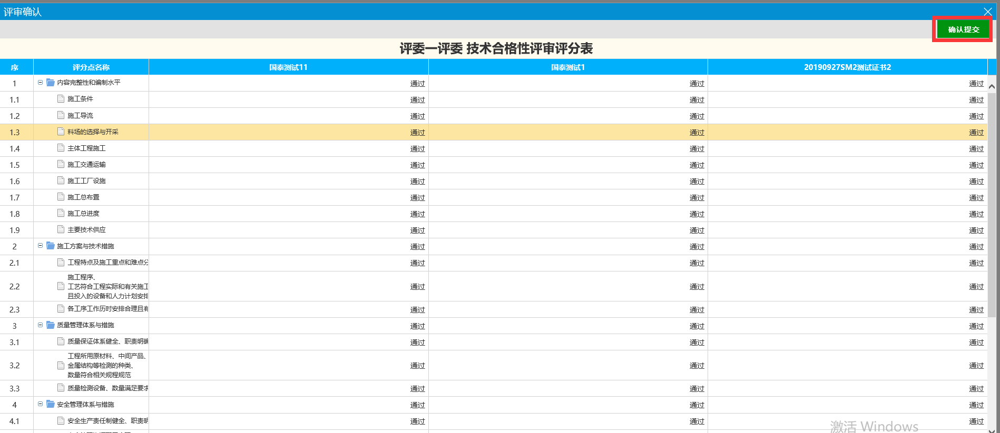 评审确认
确认提交
评委一评委 技术合格性评审评分表
序 评分点名称 国泰测试11 国泰测试1 20190927SM2测试证书2
1 内容完整性和编制水平 通过 通过 通过
1.1 施工条件 通过 通过 通过
1.2 施工导流 通过 通过 通过
1.3 料场的选择与开采 通过 通过 通过
1.4 主体工程施工 通过 通过 通过
1.5 施工交通运输 通过 通过 通过
1.6 施工工厂设施 通过 通过 通过
1.7 施工总布置 通过 通过 通过
1.8 施工总进度 通过 通过 通过
1.9 主要技术供应 通过 通过 通过
2 施工方案与技术措施 通过 通过 通过
2.1 工程特点及施工重点和难点分 通过 通过 通过
施工程序、
2.2 工艺符合工程实际和有关施工 通过 通过 通过
且投入的设备和人力计划安排
2.3 各工序工作历时安排合理且有 通过 通过 通过
3 质量管理体系与措施 通过 通过 通过
3.1 质量保证体系健全、职责明确 通过 通过 通过
工程所用原材料、中间产品、
3.2 金属结构等检测的种类、 通过 通过 通过
数量符合相关规程规范
3.3 质量检测设备、数量满足要求 通过 通过 通过
4 安全管理体系与措施 通过 通过 通过
4.1 安全生产责任制健全、职责明 通过 通过 通过
激活 Windows